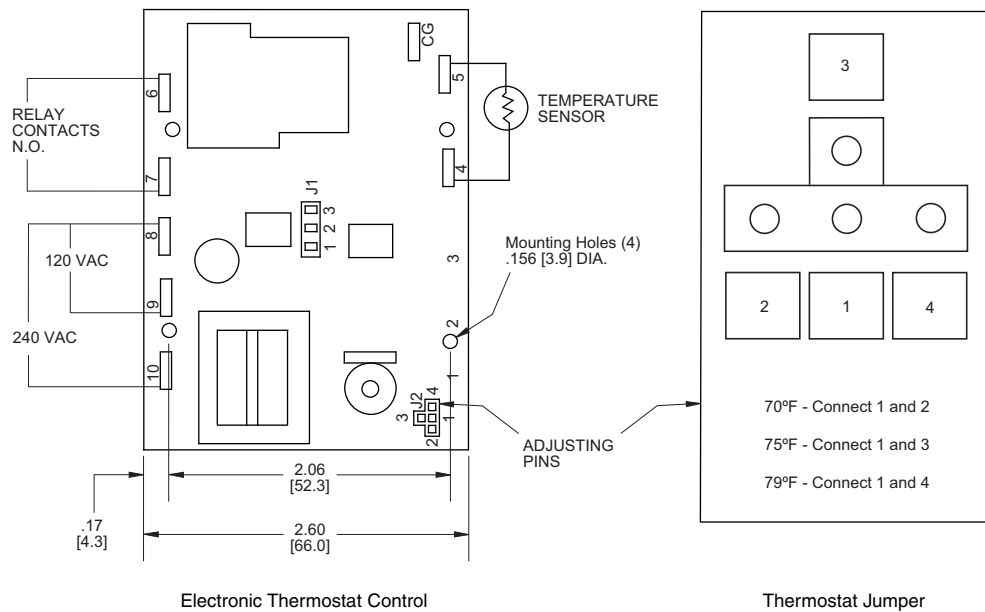 CG
5
6
RELAY
CONTACTS
N.O.
TEMPERATURE
SENSOR
7
4
J1
3
2
1
8
120 VAC
9
240 VAC
10
3
Mounting Holes (4)
.156 [3.9] DIA.
2
1
J2
4
3
1
2
ADJUSTING
PINS
2.06
[52.3]
.17
[4.3]
2.60
[66.0]
Electronic Thermostat Control
3
2
1
4
70ºF - Connect 1 and 2
75ºF - Connect 1 and 3
79ºF - Connect 1 and 4
Thermostat Jumper